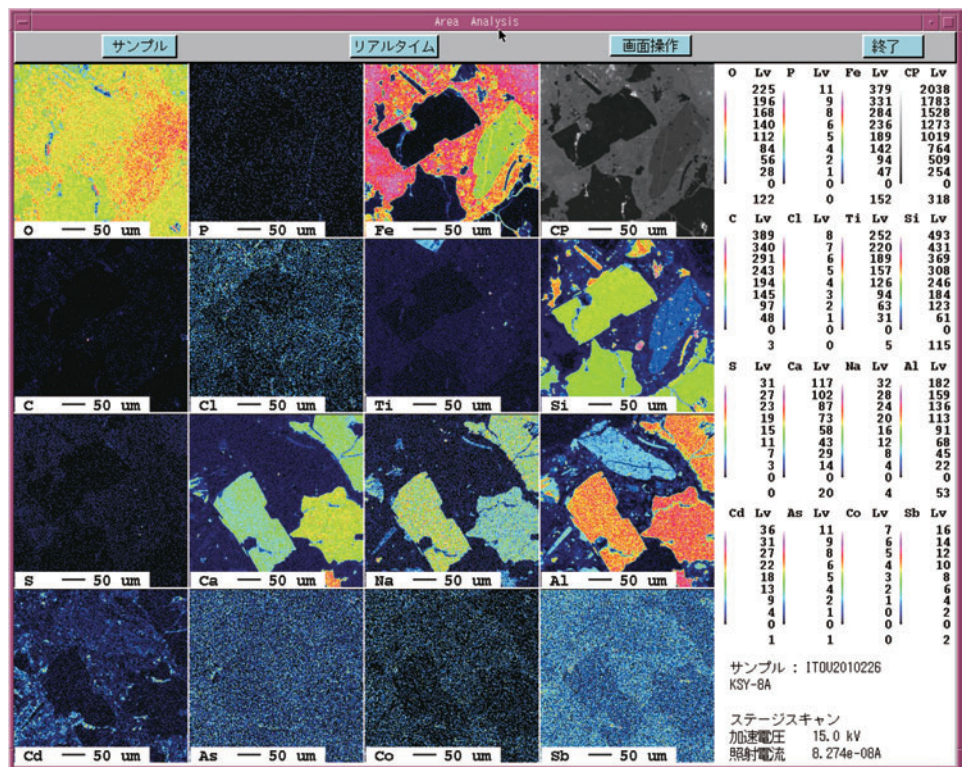 Area Analysis
サンプル リアルタイム 画面操作 終了
O 50 um P 50 um Fe 50 um CP 50 um
C 50 um Cl 50 um Ti 50 um Si 50 um
S 50 um Ca 50 um Na 50 um Al 50 um
Cd 50 um As 50 um Co 50 um Sb 50 um
O Lv P Lv Fe Lv CP Lv
225 11 379 2038
196 9 331 1783
168 8 284 1528
140 6 236 1273
112 5 189 1019
84 4 142 764
56 2 94 509
28 1 47 254
0 0 0 0
122 0 152 318
C Lv Cl Lv Ti Lv Si Lv
389 8 252 493
340 7 220 431
291 6 189 369
243 5 157 308
194 4 126 246
145 3 94 184
97 2 63 123
48 1 31 61
0 0 0 0
3 0 5 115
S Lv Ca Lv Na Lv Al Lv
31 117 32 182
27 102 28 159
23 87 24 136
19 73 20 113
15 58 16 91
11 43 12 68
7 29 8 45
3 14 4 22
0 0 0 0
0 20 4 53
Cd Lv As Lv Co Lv Sb Lv
36 11 7 16
31 9 6 14
27 8 5 12
22 6 4 10
18 5 3 8
13 4 2 6
9 2 1 4
4 1 0 2
0 0 0 0
1 1 0 2
サンプル : ITOU2010226
KSY-8A
ステージスキャン
加速電圧 15.0 kV
照射電流 8.274e-08A